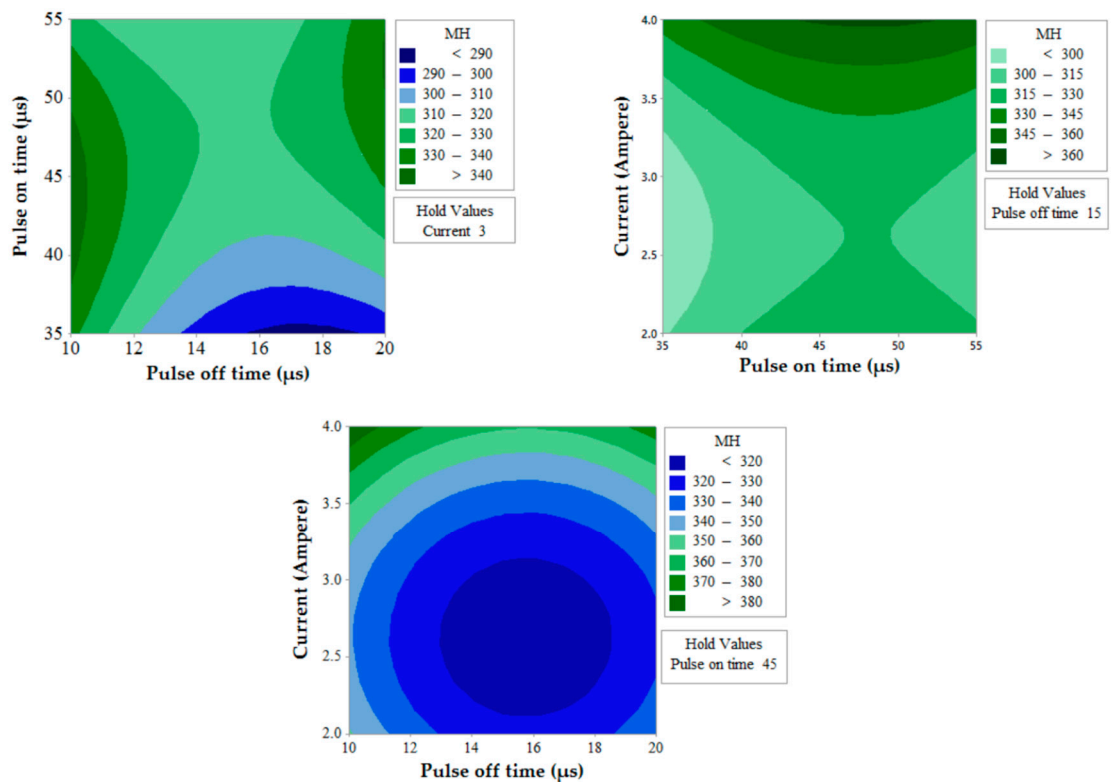 55
50
45
40
35
10
12
14
16
18
20
Pulse on time (µs)
Pulse off time (µs)
MH
< 290
290 – 300
300 – 310
310 – 320
320 – 330
330 – 340
> 340
Hold Values
Current 3
4.0
3.5
3.0
2.5
2.0
35
40
45
50
55
Current (Ampere)
Pulse on time (µs)
MH
< 300
300 – 315
315 – 330
330 – 345
345 – 360
> 360
Hold Values
Pulse off time 15
4.0
3.5
3.0
2.5
2.0
10
12
14
16
18
20
Current (Ampere)
Pulse off time (µs)
MH
< 320
320 – 330
330 – 340
340 – 350
350 – 360
360 – 370
370 – 380
> 380
Hold Values
Pulse on time 45